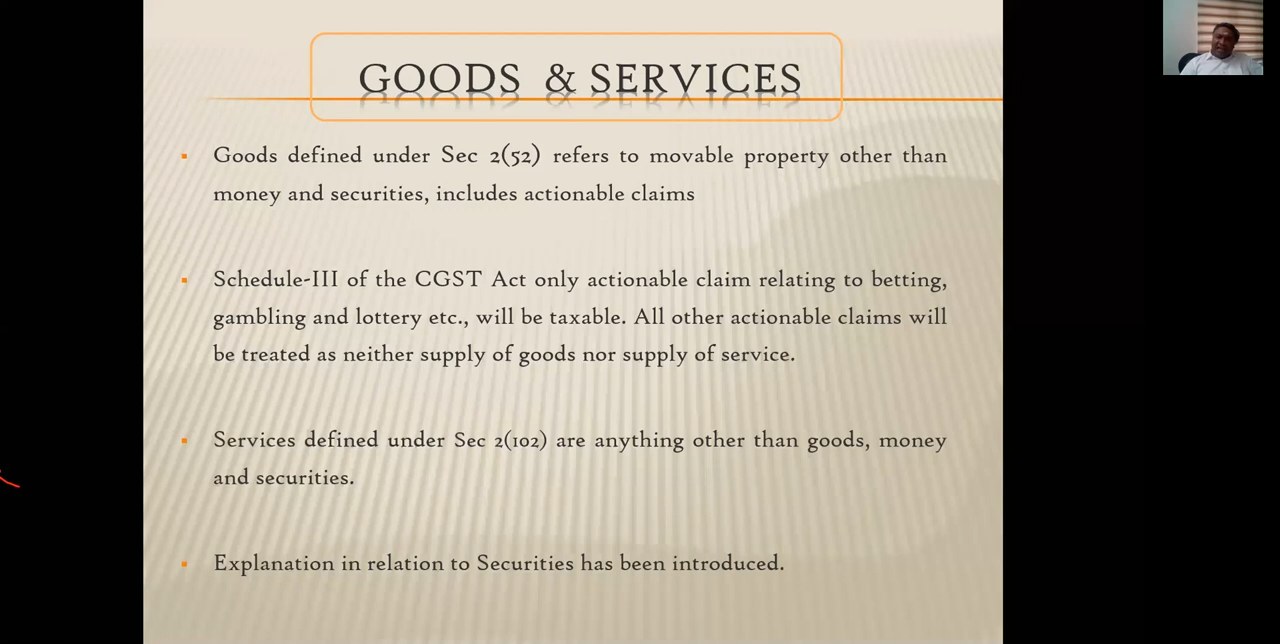 GOODS & SERVICES
Goods defined under Sec 2(52) refers to movable property other than
money and securities, includes actionable claims
Schedule-III of the CGST Act only actionable claim relating to betting,
gambling and lottery etc., will be taxable. All other actionable claims will
be treated as neither supply of goods nor supply of service.
Services defined under Sec 2(102) are anything other than goods, money
and securities.
Explanation in relation to Securities has been introduced.